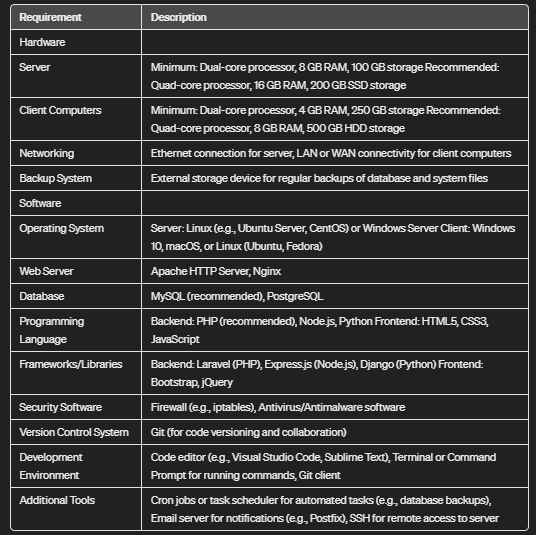 Requirement Description
Hardware
Server Minimum: Dual-core processor, 8 GB RAM, 100 GB storage Recommended:
Quad-core processor, 16 GB RAM, 200 GB SSD storage
Client Computers Minimum: Dual-core processor, 4 GB RAM, 250 GB storage Recommended:
Quad-core processor, 8 GB RAM, 500 GB HDD storage
Networking Ethernet connection for server, LAN or WAN connectivity for client computers
Backup System External storage device for regular backups of database and system files
Software
Operating System Server: Linux (e.g., Ubuntu Server, CentOS) or Windows Server Client: Windows
10, macOS, or Linux (Ubuntu, Fedora)
Web Server Apache HTTP Server, Nginx
Database MySQL (recommended), PostgreSQL
Programming Backend: PHP (recommended), Node.js, Python Frontend: HTML5, CSS3,
Language JavaScript
Frameworks/Libraries Backend: Laravel (PHP), Express.js (Node.js), Django (Python) Frontend:
Bootstrap, jQuery
Security Software Firewall (e.g., iptables), Antivirus/Antimalware software
Version Control System Git (for code versioning and collaboration)
Development Code editor (e.g., Visual Studio Code, Sublime Text), Terminal or Command
Environment Prompt for running commands, Git client
Additional Tools Cron jobs or task scheduler for automated tasks (e.g., database backups),
Email server for notifications (e.g., Postfix), SSH for remote access to server